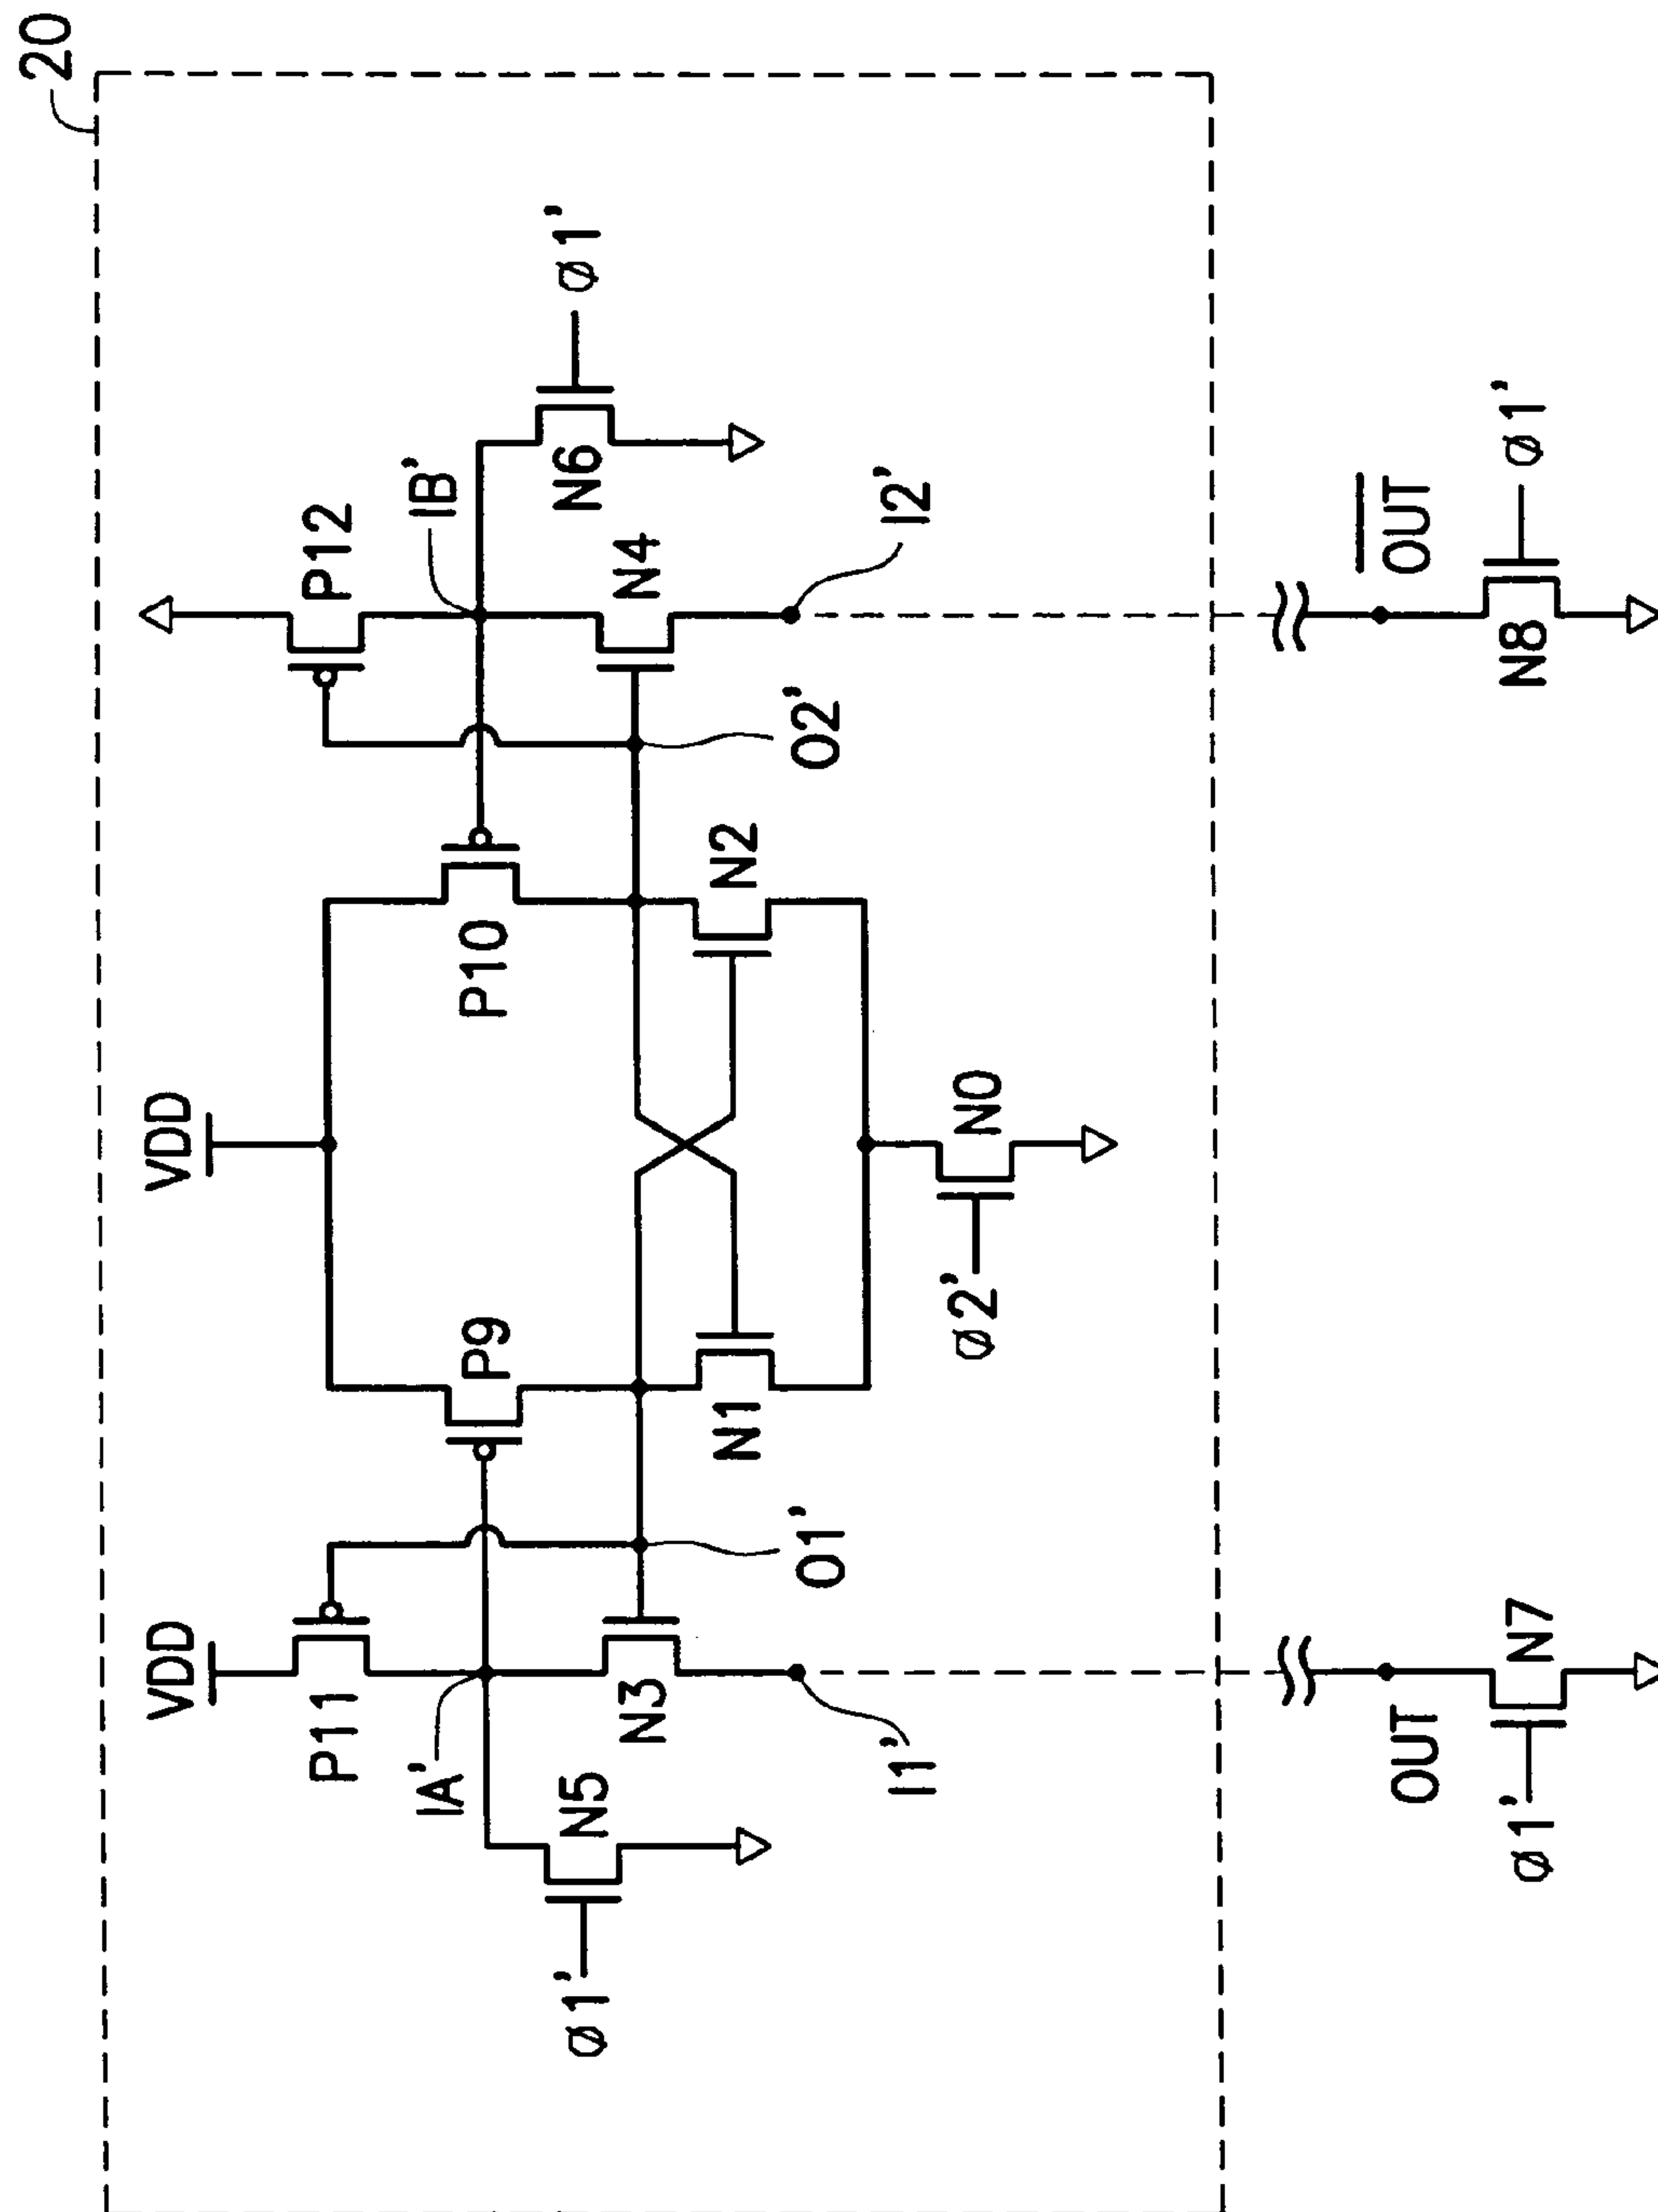 20
VDD
VDD
P11
P12
IA'
IB'
P9
P10
ø1'
N5
N6
ø1'
N3
N4
N1
N2
O1'
O2'
I1'
I2'
ø2'
N0
OUT
OUT
ø1'
N7
N8
ø1'